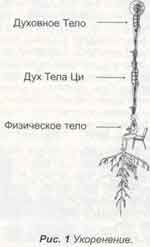 Духовное Тело
Дух Тела Ци
Физическое тело
Рис. 1 Укоренение.